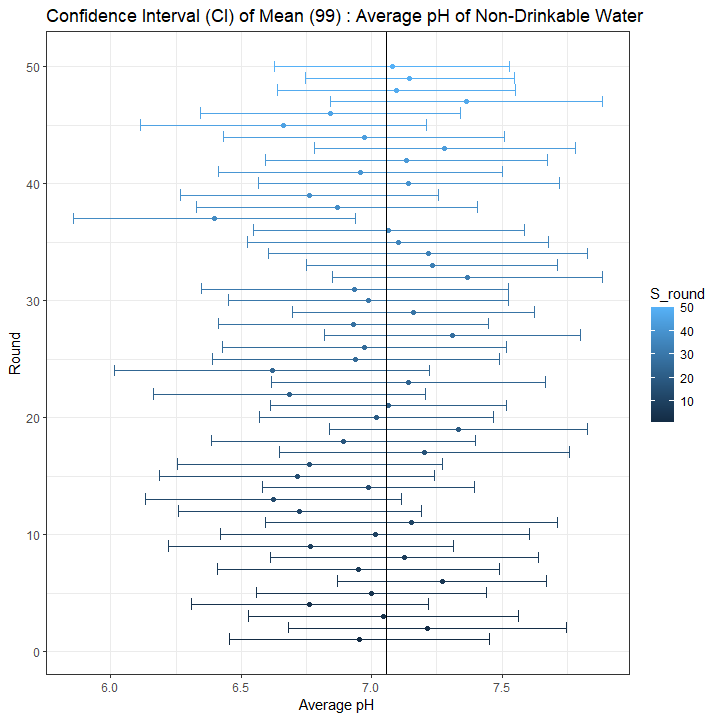 Confidence Interval (CI) of Mean (99) : Average pH of Non-Drinkable Water
50
40
30
20
10
0
Round
6.0 6.5 7.0 7.5
Average pH
S_round
50
40
30
20
10